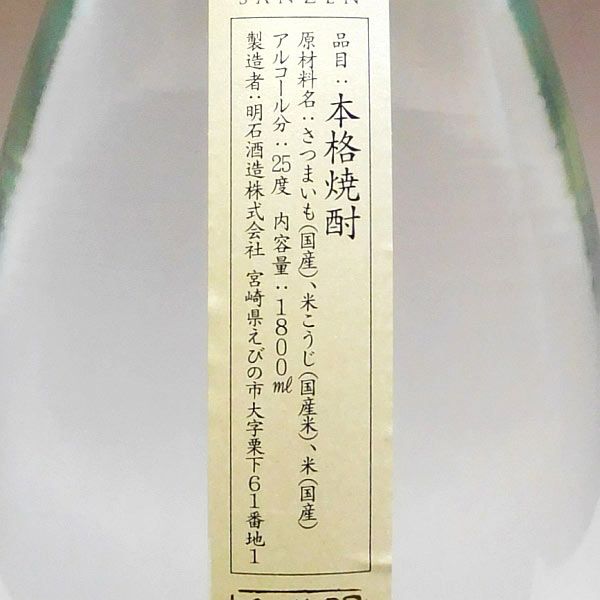 SANZEN
品目：本格焼酎
原材料名：さつまいも(国産)、米こうじ(国産米)、米(国産)
アルコール分：25度 内容量：1800㎖
製造者：明石酒造株式会社 宮崎県えびの市大字栗下61番地1